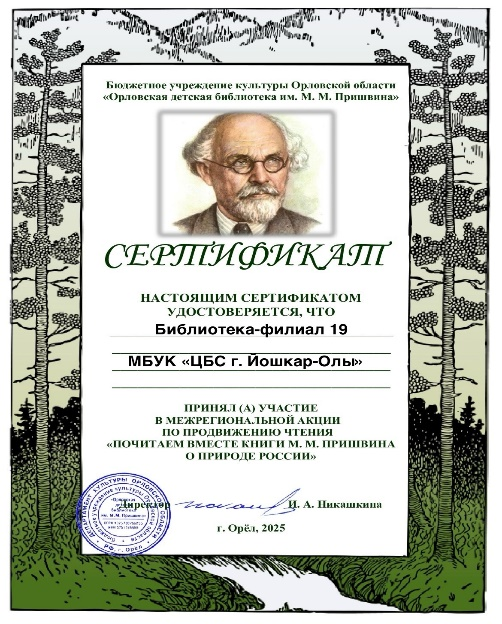 Бюджетное учреждение культуры Орловской области
«Орловская детская библиотека им. М. М. Пришвина»
СЕРТИФИКАТ
НАСТОЯЩИМ СЕРТИФИКАТОМ
УДОСТОВЕРЯЕТСЯ, ЧТО
Библиотека-филиал 19
МБУК «ЦБС г. Йошкар-Олы»
ПРИНЯЛ (А) УЧАСТИЕ
В МЕЖРЕГИОНАЛЬНОЙ АКЦИИ
ПО ПРОДВИЖЕНИЮ ЧТЕНИЯ
«ПОЧИТАЕМ ВМЕСТЕ КНИГИ М. М. ПРИШВИНА
О ПРИРОДЕ РОССИИ»
Директор И. А. Пикашкина
г. Орёл, 2025